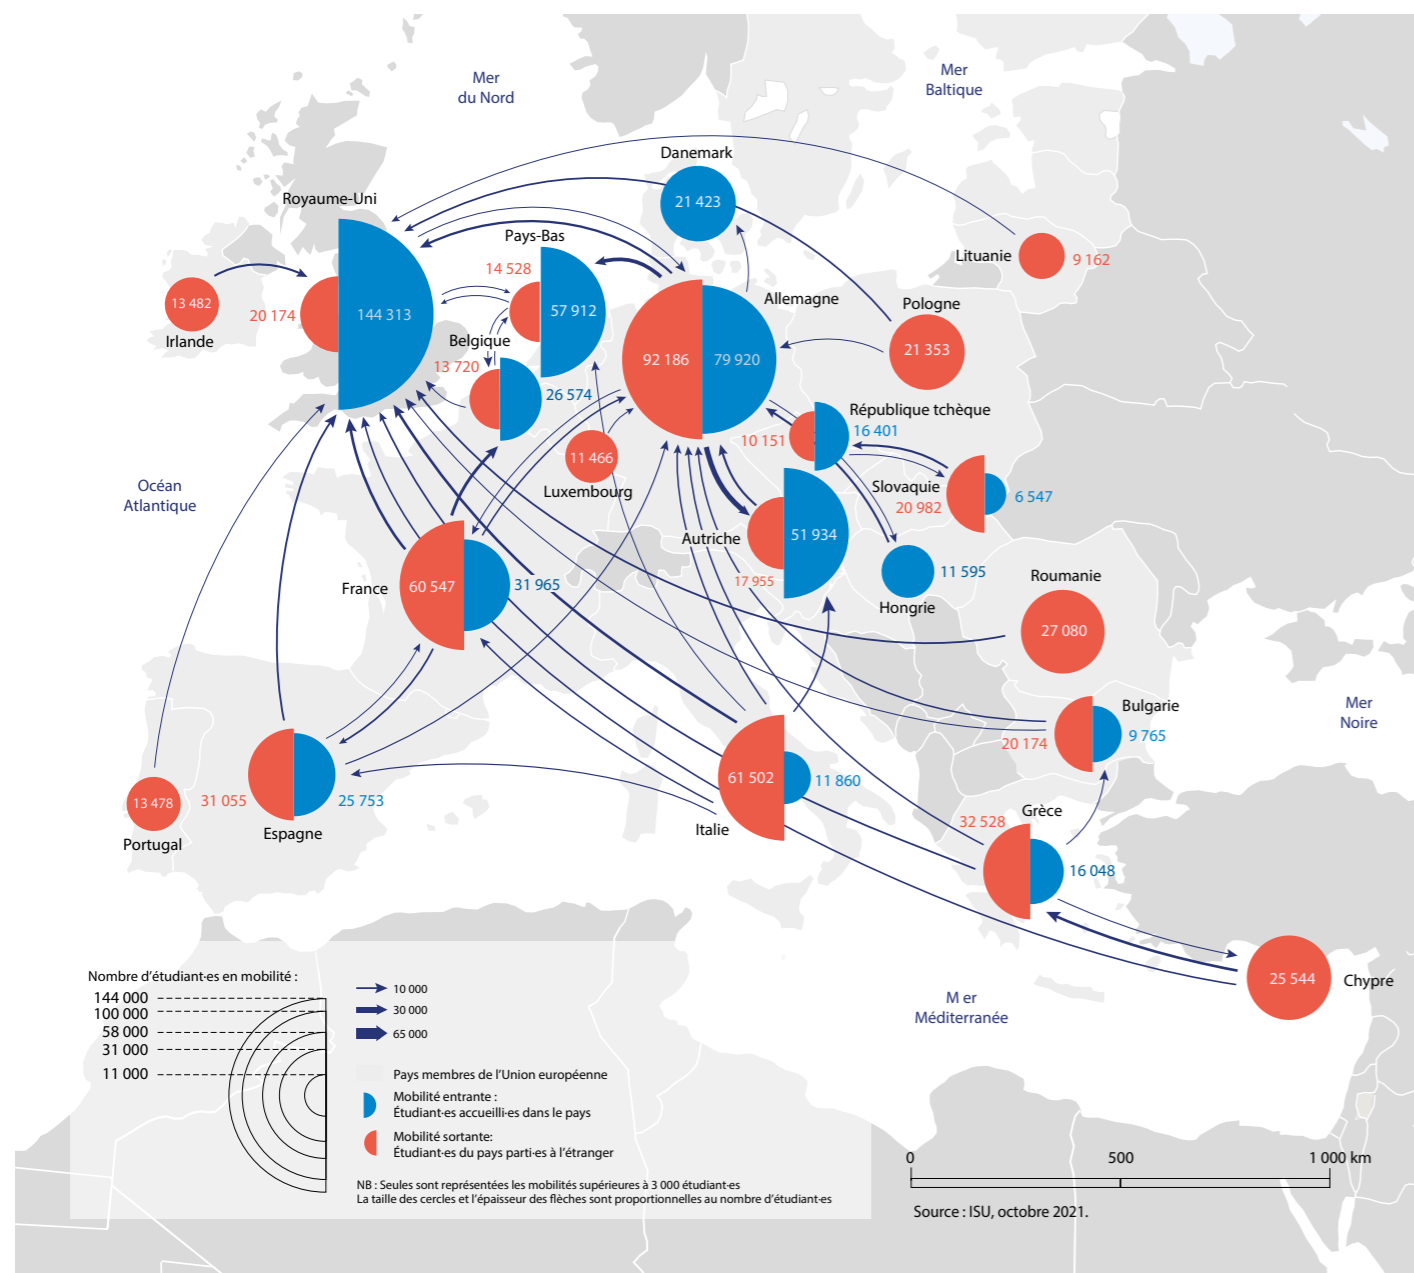 Mer
du Nord
Mer
Baltique
Danemark
21 423
Royaume-Uni
Pays-Bas
14 528
57 912
Lituanie
9 162
13 482
Irlande
20 174
144 313
Allemagne
92 186
79 920
Pologne
21 353
Belgique
13 720
26 574
République tchèque
16 401
10 151
11 466
Luxembourg
Océan
Atlantique
Slovaquie
20 982
6 547
Autriche
51 934
17 955
France
60 547
31 965
11 595
Hongrie
Roumanie
27 080
Bulgarie
20 174
9 765
Mer
Noire
13 478
Portugal
31 055
25 753
Espagne
61 502
11 860
Italie
Grèce
32 528
16 048
25 544
Chypre
M er
Méditerranée
Nombre d'étudiant·es en mobilité :
144 000
100 000
58 000
31 000
11 000
10 000
30 000
65 000
Pays membres de l'Union européenne
Mobilité entrante :
Étudiant·es accueilli·es dans le pays
Mobilité sortante:
Étudiant·es du pays parti·es à l'étranger
NB : Seules sont représentées les mobilités supérieures à 3 000 étudiant·es
La taille des cercles et l'épaisseur des flèches sont proportionnelles au nombre d'étudiant·es
0 500 1 000 km
Source : ISU, octobre 2021.